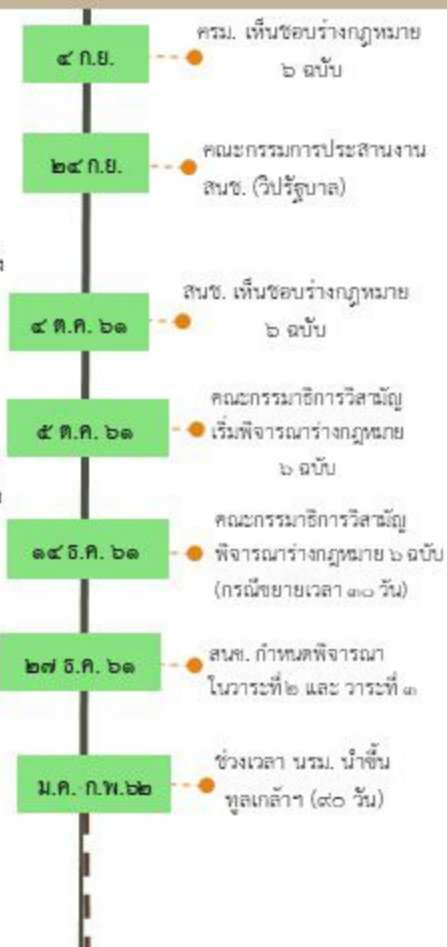 ๔ ก.ย.
ครม. เห็นชอบร่างกฎหมาย
๖ ฉบับ
๒๔ ก.ย.
คณะกรรมการประสานงาน
สนช. (วิปรัฐบาล)
๔ ต.ค. ๖๑
สนช. เห็นชอบร่างกฎหมาย
๖ ฉบับ
๕ ต.ค. ๖๑
คณะกรรมาธิการวิสามัญ
เริ่มพิจารณาร่างกฎหมาย
๖ ฉบับ
๑๔ ธ.ค. ๖๑
คณะกรรมาธิการวิสามัญ
พิจารณาร่างกฎหมาย ๖ ฉบับ
(กรณีขยายเวลา ๓๐ วัน)
๒๗ ธ.ค. ๖๑
สนช. กำหนดพิจารณา
ในวาระที่ ๒ และ วาระที่ ๓
ม.ค. ก.พ.๖๒
ช่วงเวลา นรม. นำขึ้น
ทูลเกล้าฯ (๙๐ วัน)